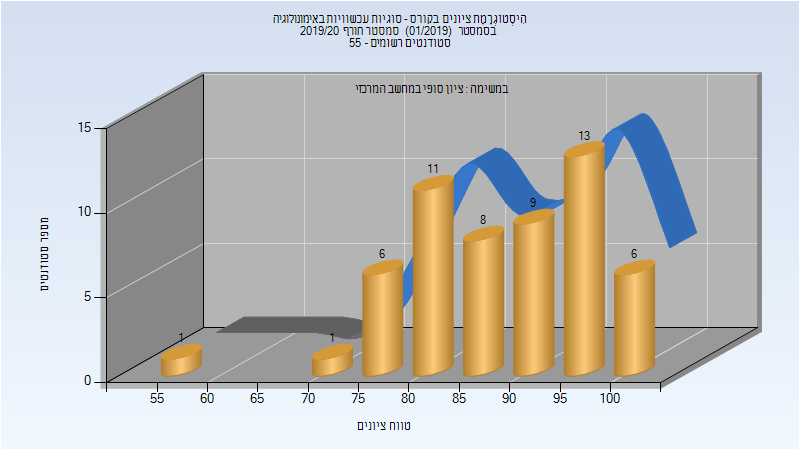 היסטוגרמת ציונים בקורס - סוגיות עכשוויות באימונולוגיה
בסמסטר (01/2019) סמסטר חורף 2019/20
סטודנטים רשומים - 55
במשימה : ציון סופי במחשב המרכזי
מספר סטודנטים
15
10
5
0
1
1
6
11
8
9
13
6
55 60 65 70 75 80 85 90 95 100
טווח ציונים